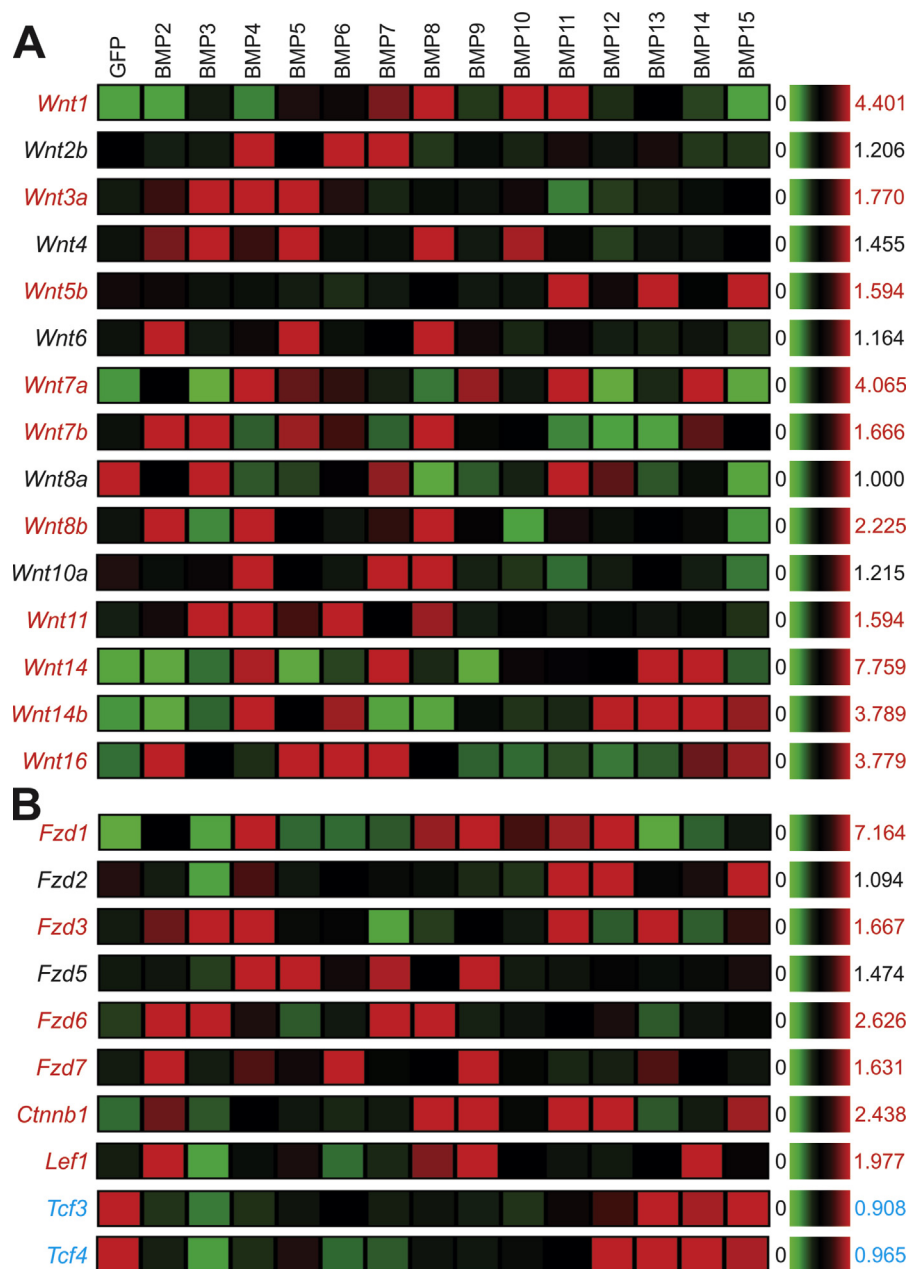 A
GFP BMP2 BMP3 BMP4 BMP5 BMP6 BMP7 BMP8 BMP9 BMP10 BMP11 BMP12 BMP13 BMP14 BMP15
Wnt1 0 4.401
Wnt2b 0 1.206
Wnt3a 0 1.770
Wnt4 0 1.455
Wnt5b 0 1.594
Wnt6 0 1.164
Wnt7a 0 4.065
Wnt7b 0 1.666
Wnt8a 0 1.000
Wnt8b 0 2.225
Wnt10a 0 1.215
Wnt11 0 1.594
Wnt14 0 7.759
Wnt14b 0 3.789
Wnt16 0 3.779
B
Fzd1 0 7.164
Fzd2 0 1.094
Fzd3 0 1.667
Fzd5 0 1.474
Fzd6 0 2.626
Fzd7 0 1.631
Ctnnb1 0 2.438
Lef1 0 1.977
Tcf3 0 0.908
Tcf4 0 0.965